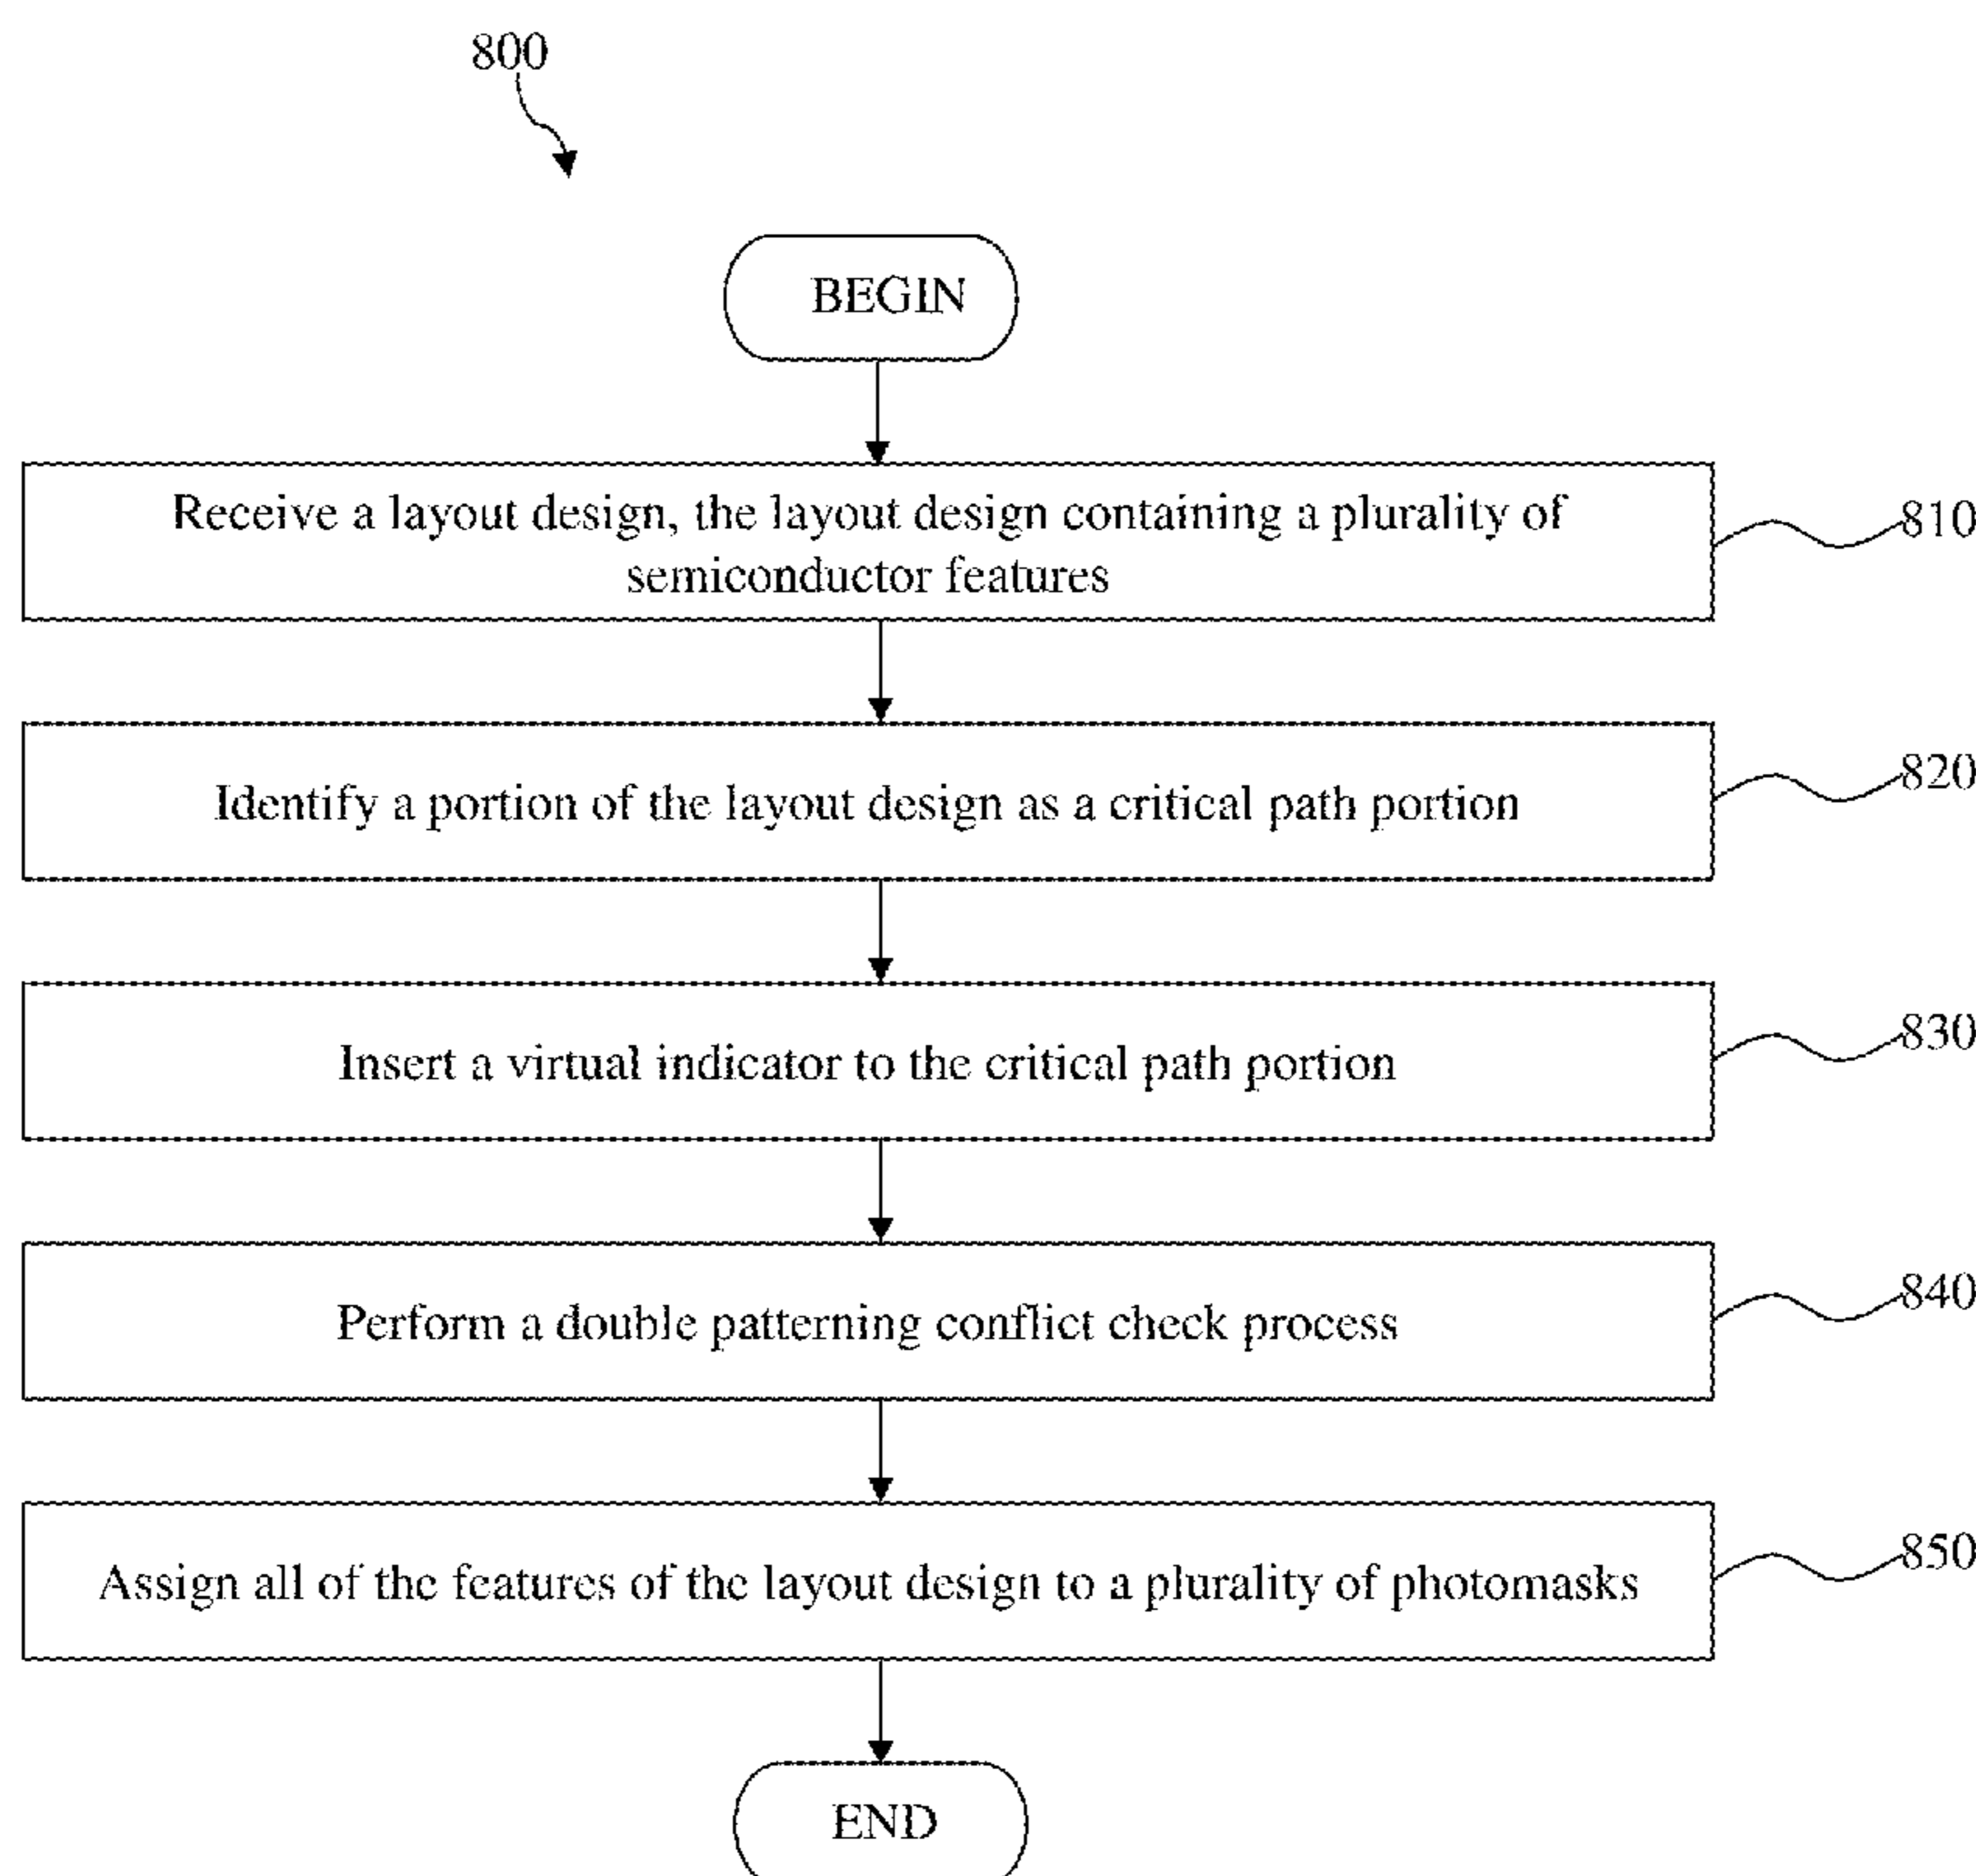 800
BEGIN
Receive a layout design, the layout design containing a plurality of
semiconductor features
810
Identify a portion of the layout design as a critical path portion
820
Insert a virtual indicator to the critical path portion
830
Perform a double patterning conflict check process
840
Assign all of the features of the layout design to a plurality of photomasks
850
END